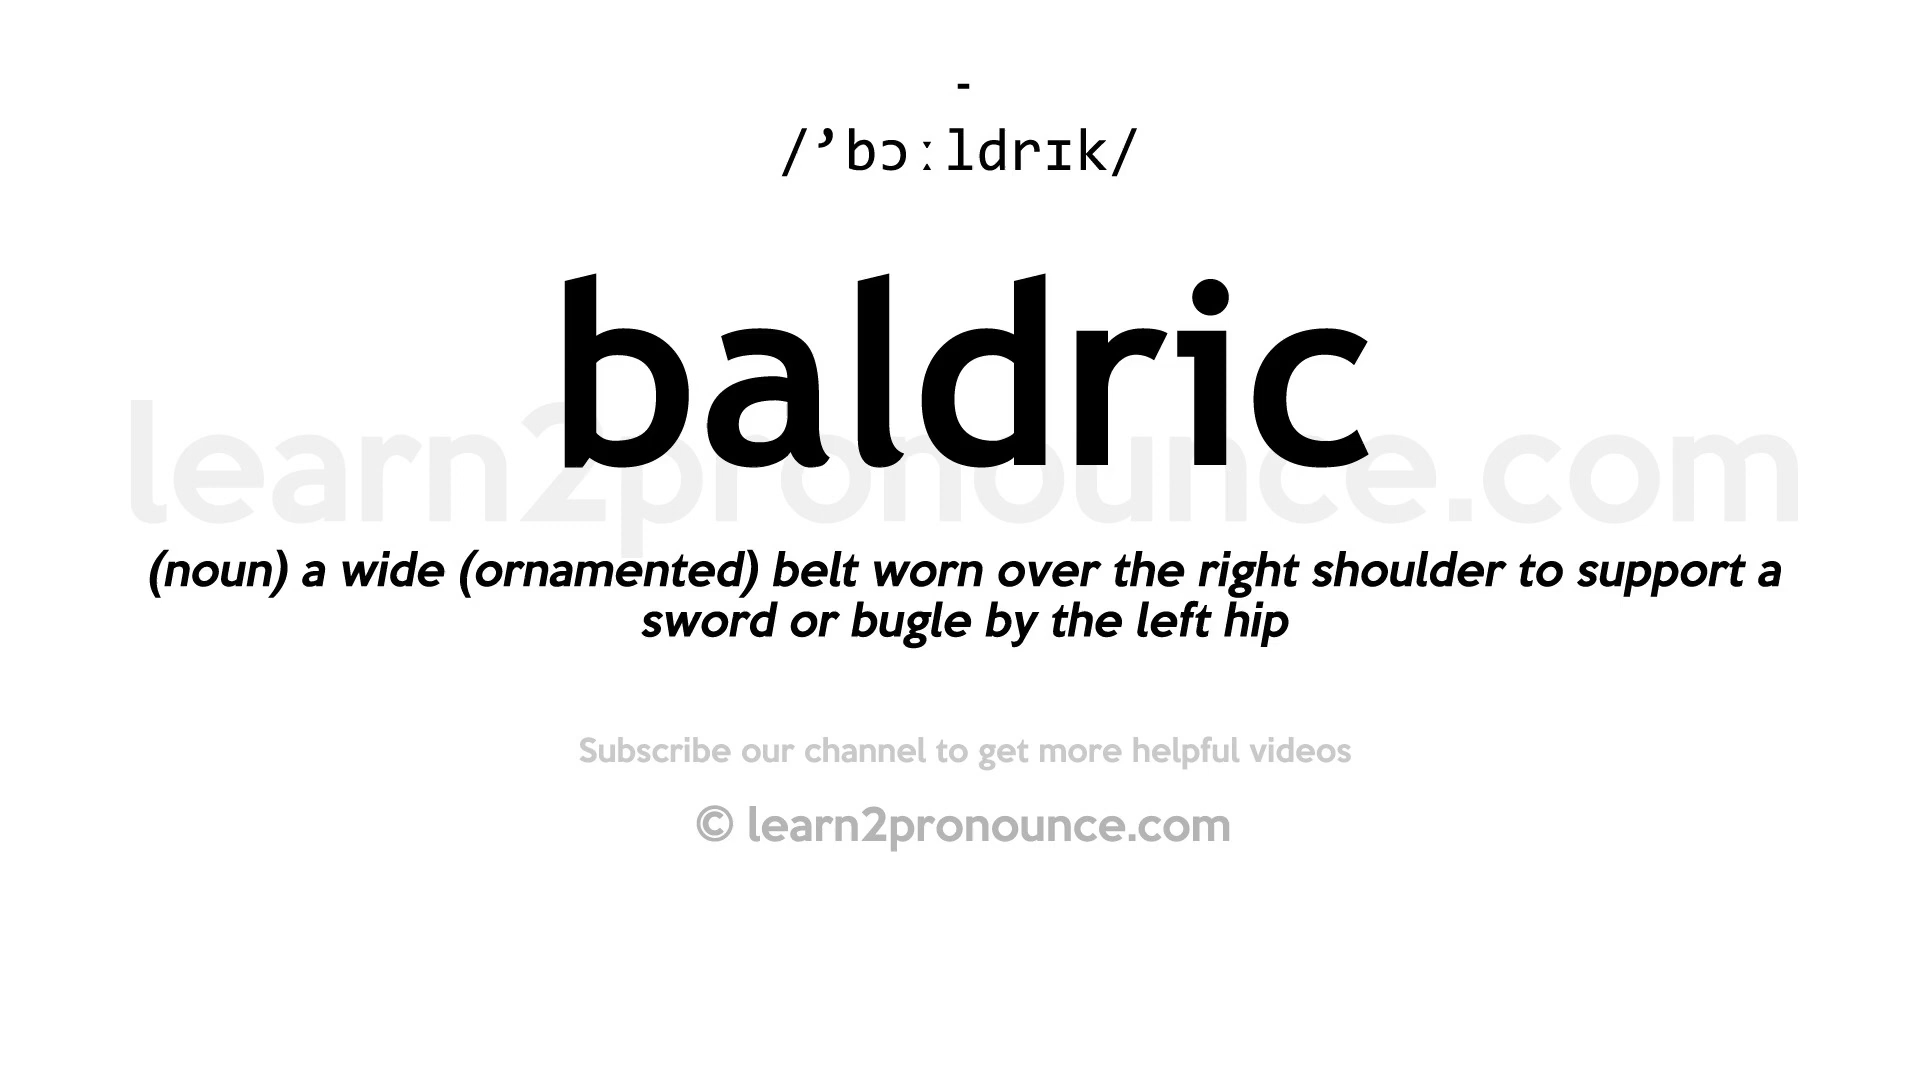 -
/’bɔːldrɪk/
baldric
learn2pronounce.com
(noun) a wide (ornamented) belt worn over the right shoulder to support a
sword or bugle by the left hip
Subscribe our channel to get more helpful videos
© learn2pronounce.com